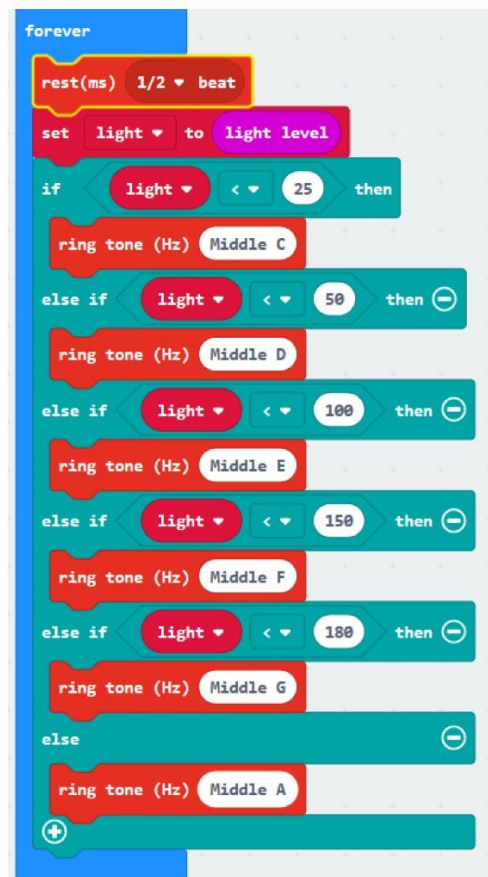 forever
rest(ms) 1/2 beat
set light to light level
if light < 25 then
ring tone (Hz) Middle C
else if light < 50 then
ring tone (Hz) Middle D
else if light < 100 then
ring tone (Hz) Middle E
else if light < 150 then
ring tone (Hz) Middle F
else if light < 180 then
ring tone (Hz) Middle G
else
ring tone (Hz) Middle A